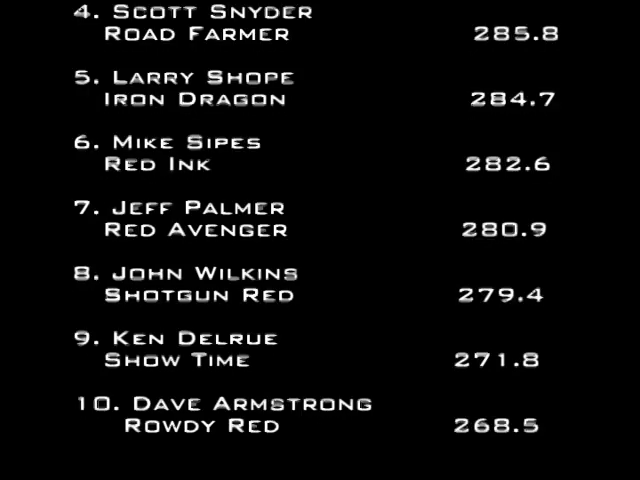 4. Scott Snyder
Road Farmer 285.8
5. Larry Shope
Iron Dragon 284.7
6. Mike Sipes
Red Ink 282.6
7. Jeff Palmer
Red Avenger 280.9
8. John Wilkins
Shotgun Red 279.4
9. Ken Delrue
Show Time 271.8
10. Dave Armstrong
Rowdy Red 268.5